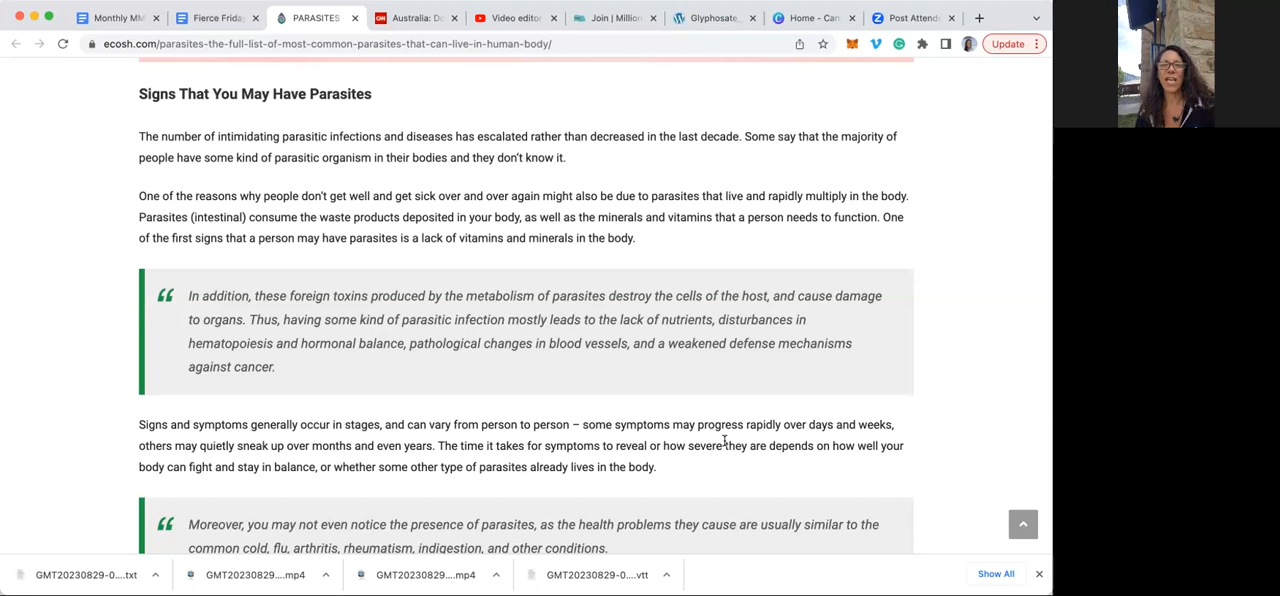 Monthly MM
Fierce Friday
PARASITES
Australia: Do
Video editor
Join | Million
Glyphosate_
Home - Can
Post Attend
ecosh.com/parasites-the-full-list-of-most-common-parasites-that-can-live-in-human-body/
Update
Signs That You May Have Parasites
The number of intimidating parasitic infections and diseases has escalated rather than decreased in the last decade. Some say that the majority of
people have some kind of parasitic organism in their bodies and they don't know it.
One of the reasons why people don't get well and get sick over and over again might also be due to parasites that live and rapidly multiply in the body.
Parasites (intestinal) consume the waste products deposited in your body, as well as the minerals and vitamins that a person needs to function. One
of the first signs that a person may have parasites is a lack of vitamins and minerals in the body.
In addition, these foreign toxins produced by the metabolism of parasites destroy the cells of the host, and cause damage
to organs. Thus, having some kind of parasitic infection mostly leads to the lack of nutrients, disturbances in
hematopoiesis and hormonal balance, pathological changes in blood vessels, and a weakened defense mechanisms
against cancer.
Signs and symptoms generally occur in stages, and can vary from person to person – some symptoms may progress rapidly over days and weeks,
others may quietly sneak up over months and even years. The time it takes for symptoms to reveal or how severe they are depends on how well your
body can fight and stay in balance, or whether some other type of parasites already lives in the body.
Moreover, you may not even notice the presence of parasites, as the health problems they cause are usually similar to the
common cold, flu, arthritis, rheumatism, indigestion, and other conditions.
GMT20230829-0....txt
GMT20230829....mp4
GMT20230829....mp4
GMT20230829-0....vtt
Show All